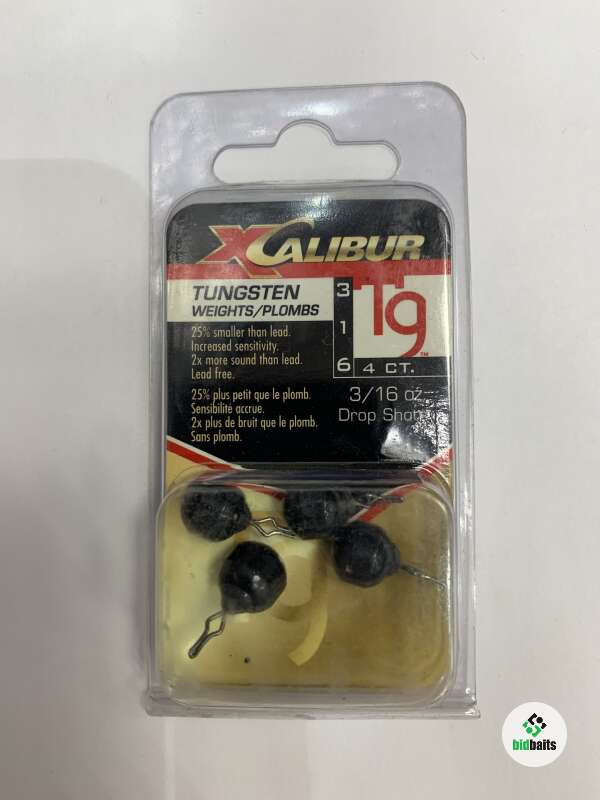 XCALIBUR
TUNGSTEN
WEIGHTS/PLOMBS
25% smaller than lead.
Increased sensitivity.
2x more sound than lead.
Lead free.
25% plus petit que le plomb.
Sensibilité accrue.
2x plus de bruit que le plomb.
Sans plomb.
3
1
6
Tg™
4 CT.
3/16 oz
Drop Shot
bidbaits